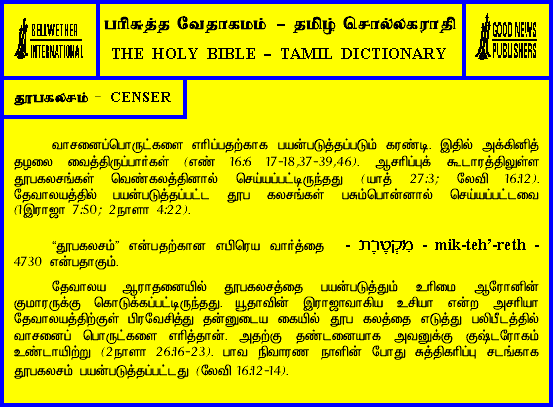 BELLWETHER
INTERNATIONAL
பரிசுத்த வேதாகமம் - தமிழ் சொல்லகராதி
THE HOLY BIBLE - TAMIL DICTIONARY
GOOD NEWS
PUBLISHERS
தூபகலசம் - CENSER
வாசனைப்பொருட்களை எரிப்பதற்காக பயன்படுத்தப்படும் கரண்டி. இதில் அக்கினித்
தழலை வைத்திருப்பார்கள் (எண் 16:6 17-18,37-39,46). ஆசரிப்புக் கூடாரத்திலுள்ள
தூபகலசங்கள் வெண்கலத்தினால் செய்யப்பட்டிருந்தது (யாத் 27:3; லேவி 16:12).
தேவாலயத்தில் பயன்படுத்தப்பட்ட தூப கலசங்கள் பசும்பொன்னால் செய்யப்பட்டவை
(1இராஜா 7:50; 2நாளா 4:22).
“தூபகலசம்” என்பதற்கான எபிரெய வார்த்தை - מִקְטֶרֶת - mik-teh’-reth -
4730 என்பதாகும்.
தேவாலய ஆராதனையில் தூபகலசத்தை பயன்படுத்தும் உரிமை ஆரோனின்
குமாரருக்கு கொடுக்கப்பட்டிருந்தது. யூதாவின் இராஜாவாகிய உசியா என்ற அசரியா
தேவாலயத்திற்குள் பிரவேசித்து தன்னுடைய கையில் தூப கலத்தை எடுத்து பலிபீடத்தில்
வாசனைப் பொருட்களை எரித்தான். அதற்கு தண்டனையாக அவனுக்கு குஷ்டரோகம்
உண்டாயிற்று (2நாளா 26:16-23). பாவ நிவாரண நாளின் போது சுத்திகரிப்பு சடங்காக
தூபகலசம் பயன்படுத்தப்பட்டது (லேவி 16:12-14).